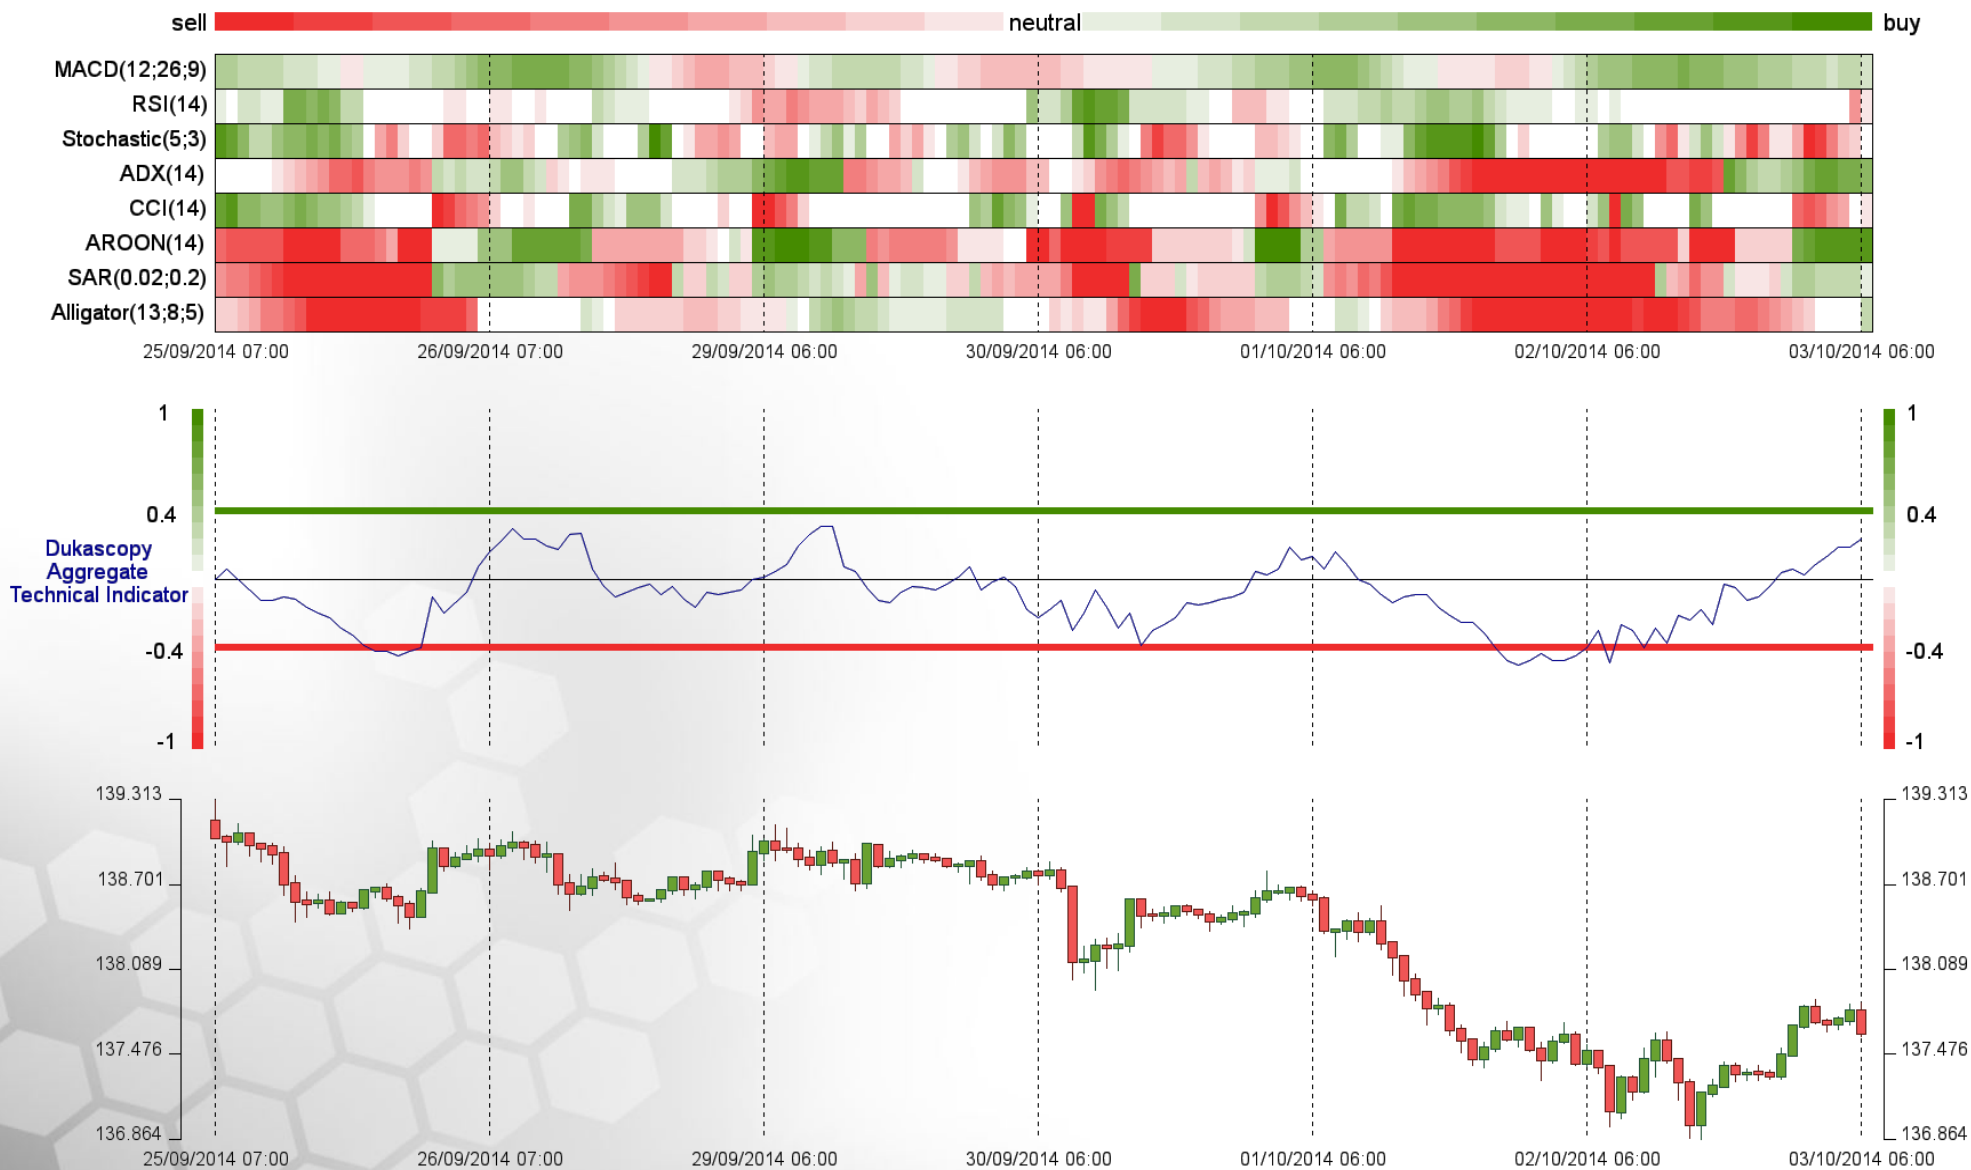 sell neutral buy
MACD(12;26;9)
RSI(14)
Stochastic(5;3)
ADX(14)
CCI(14)
AROON(14)
SAR(0.02;0.2)
Alligator(13;8;5)
25/09/2014 07:00 26/09/2014 07:00 29/09/2014 06:00 30/09/2014 06:00 01/10/2014 06:00 02/10/2014 06:00 03/10/2014 06:00
1 1
0.4 0.4
Dukascopy
Aggregate
Technical Indicator
-0.4 -0.4
-1 -1
139.313 139.313
138.701 138.701
138.089 138.089
137.476 137.476
136.864 136.864
25/09/2014 07:00 26/09/2014 07:00 29/09/2014 06:00 30/09/2014 06:00 01/10/2014 06:00 02/10/2014 06:00 03/10/2014 06:00